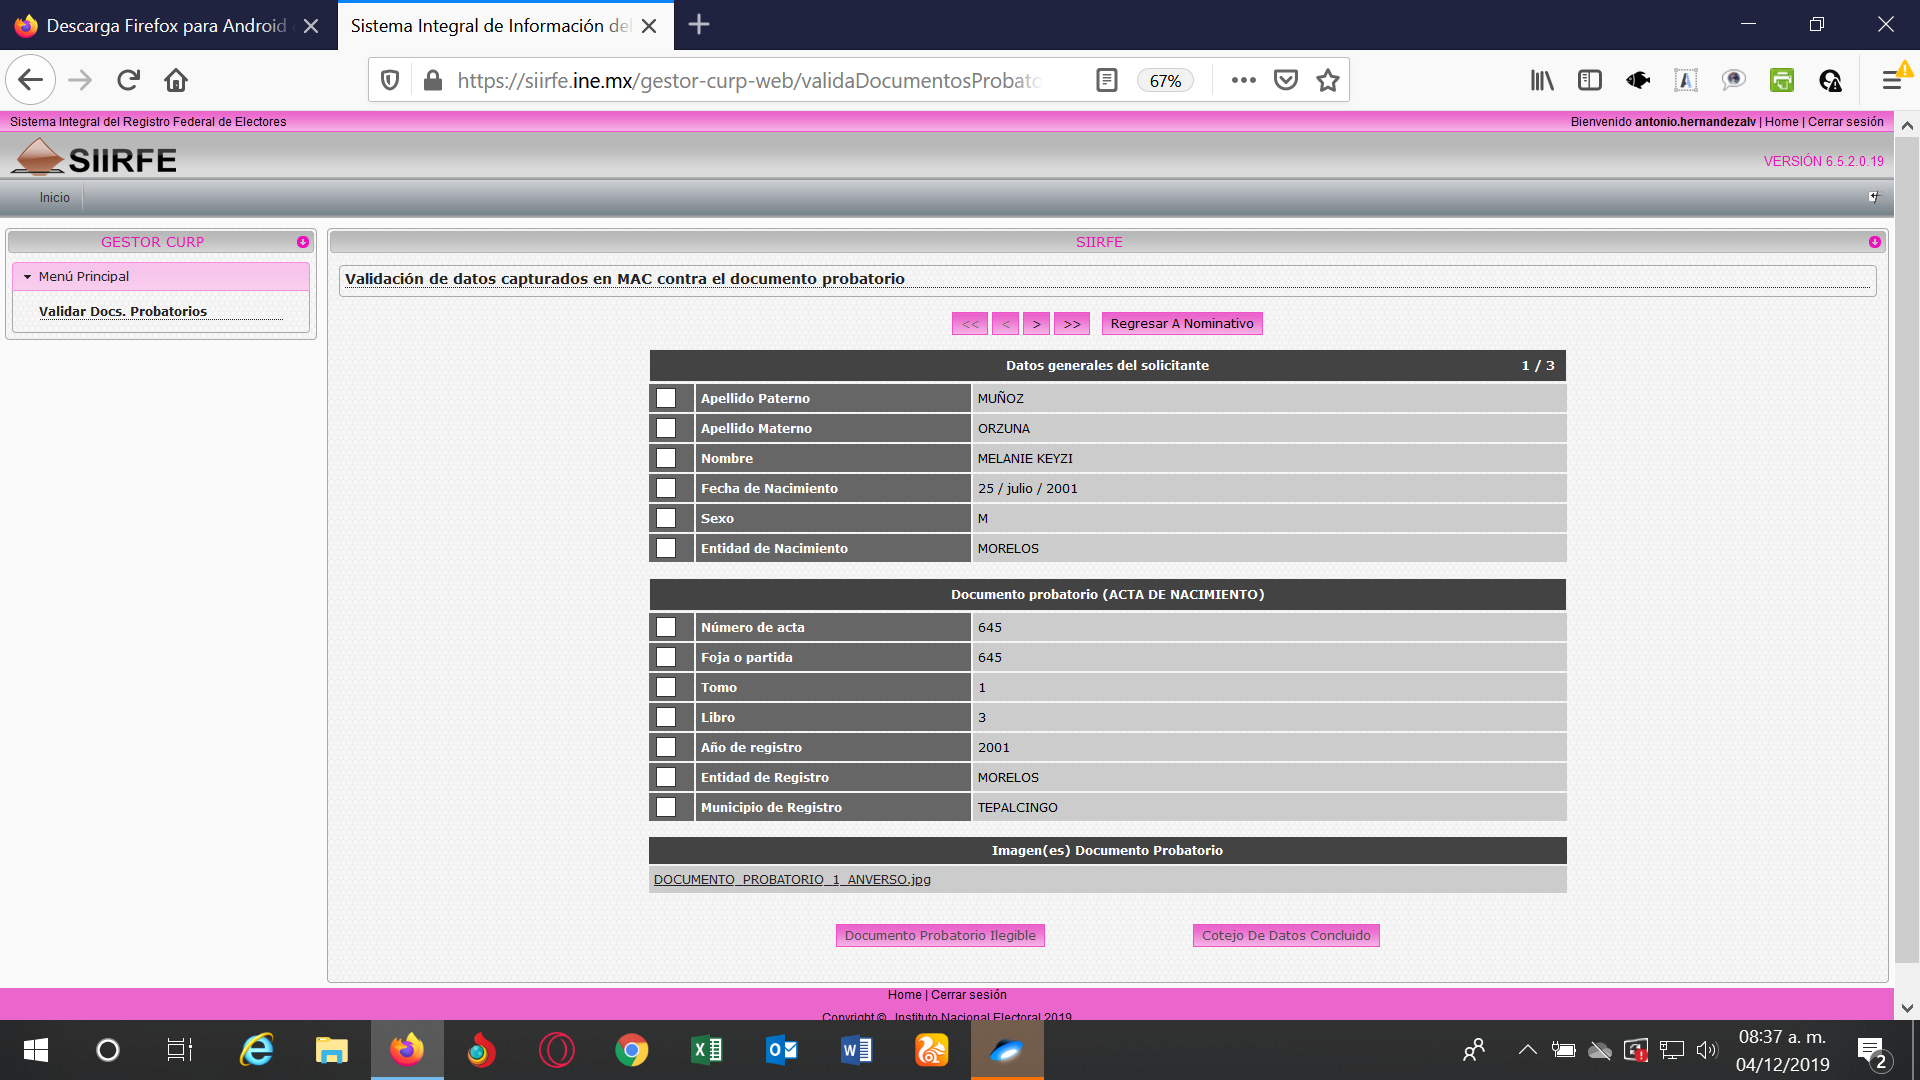 Descarga Firefox para Android
Sistema Integral de Información del
https://siirfe.ine.mx/gestor-curp-web/validaDocumentosProbato
67%
Sistema Integral del Registro Federal de Electores
Bienvenido antonio.hernandezalv | Home | Cerrar sesión
SIIRFE
VERSIÓN 6.5.2.0.19
Inicio
GESTOR CURP
SIIRFE
Menú Principal
Validar Docs. Probatorios
Validación de datos capturados en MAC contra el documento probatorio
<< < > >> Regresar A Nominativo
Datos generales del solicitante 1 / 3
Apellido Paterno MUÑOZ
Apellido Materno ORZUNA
Nombre MELANIE KEYZI
Fecha de Nacimiento 25 / julio / 2001
Sexo M
Entidad de Nacimiento MORELOS
Documento probatorio (ACTA DE NACIMIENTO)
Número de acta 645
Foja o partida 645
Tomo 1
Libro 3
Año de registro 2001
Entidad de Registro MORELOS
Municipio de Registro TEPALCINGO
Imagen(es) Documento Probatorio
DOCUMENTO_PROBATORIO_1_ANVERSO.jpg
Documento Probatorio Ilegible
Cotejo De Datos Concluido
Home | Cerrar sesión
Copyright © Instituto Nacional Electoral 2019
08:37 a. m.
04/12/2019
2